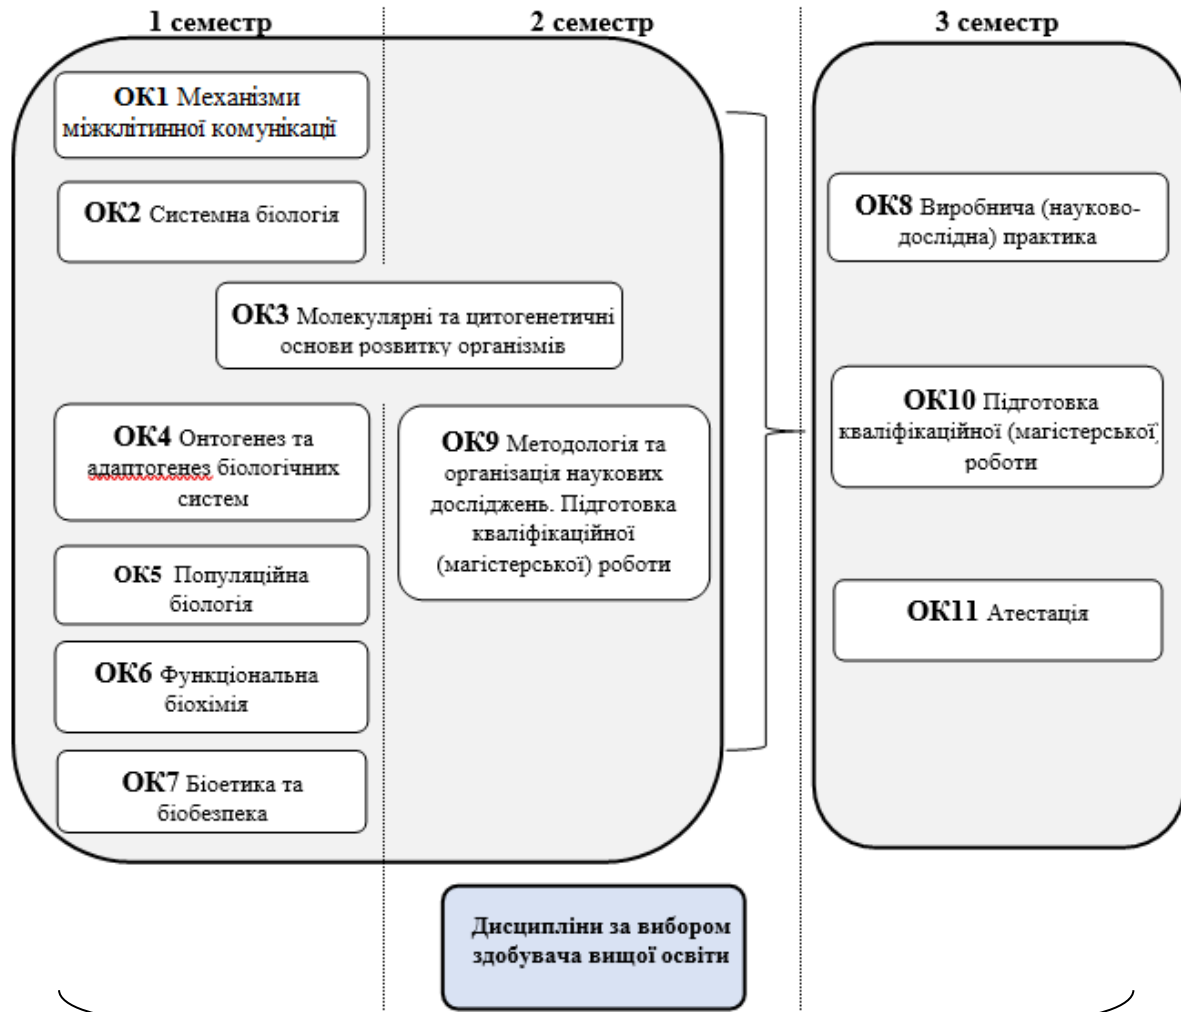 1 семестр
2 семестр
3 семестр
ОК1 Механізми
міжклітинної комунікації
ОК2 Системна біологія
ОК3 Молекулярні та цитогенетичні
основи розвитку організмів
ОК4 Онтогенез та
адаптогенез біологічних
систем
ОК5 Популяційна
біологія
ОК6 Функціональна
біохімія
ОК7 Біоетика та
біобезпека
ОК9 Методологія та
організація наукових
досліджень. Підготовка
кваліфікаційної
(магістерської) роботи
ОК8 Виробнича (науково-
дослідна) практика
ОК10 Підготовка
кваліфікаційної (магістерської)
роботи
ОК11 Атестація
Дисципліни за вибором
здобувача вищої освіти